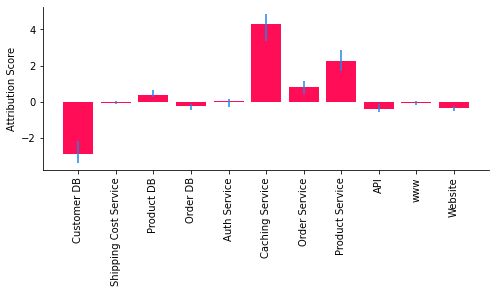 Attribution Score
4
2
0
−2
Customer DB
Shipping Cost Service
Product DB
Order DB
Auth Service
Caching Service
Order Service
Product Service
API
www
Website